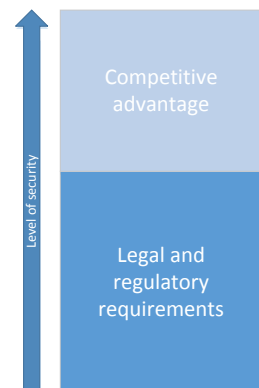 Competitive
advantage
Level of security
Legal and
regulatory
requirements